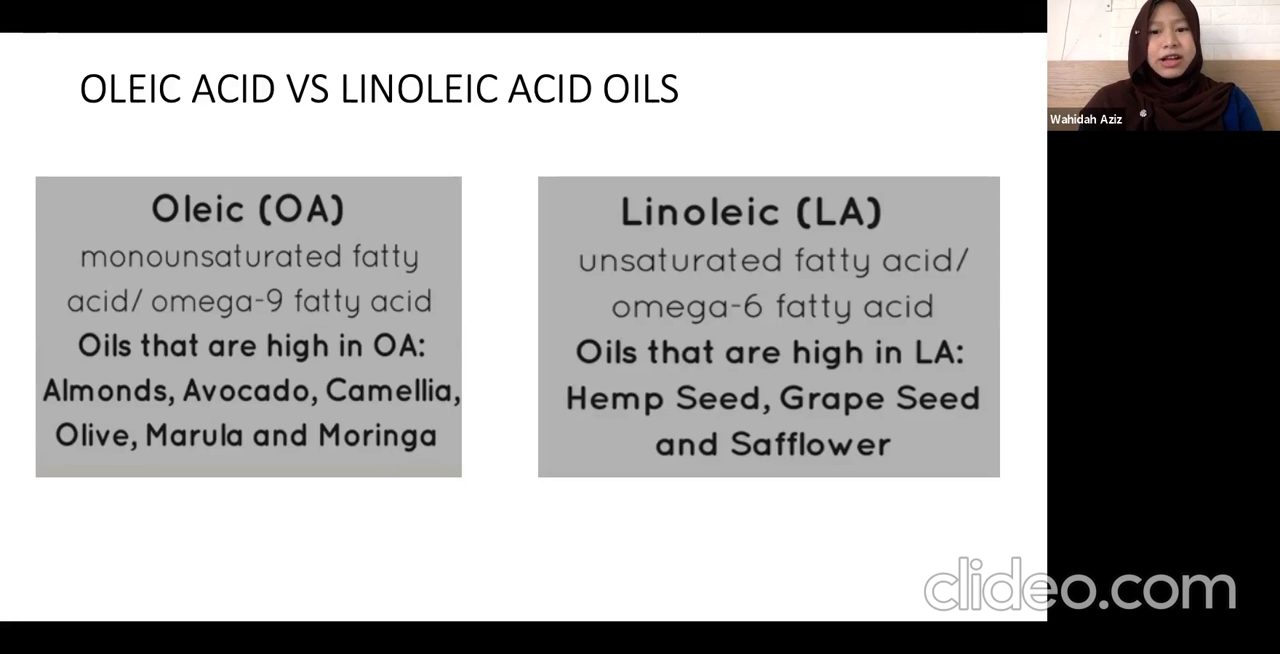 OLEIC ACID VS LINOLEIC ACID OILS
Oleic (OA)
monounsaturated fatty
acid/ omega-9 fatty acid
Oils that are high in OA:
Almonds, Avocado, Camellia,
Olive, Marula and Moringa
Linoleic (LA)
unsaturated fatty acid/
omega-6 fatty acid
Oils that are high in LA:
Hemp Seed, Grape Seed
and Safflower
Wahidah Aziz
clideo.com